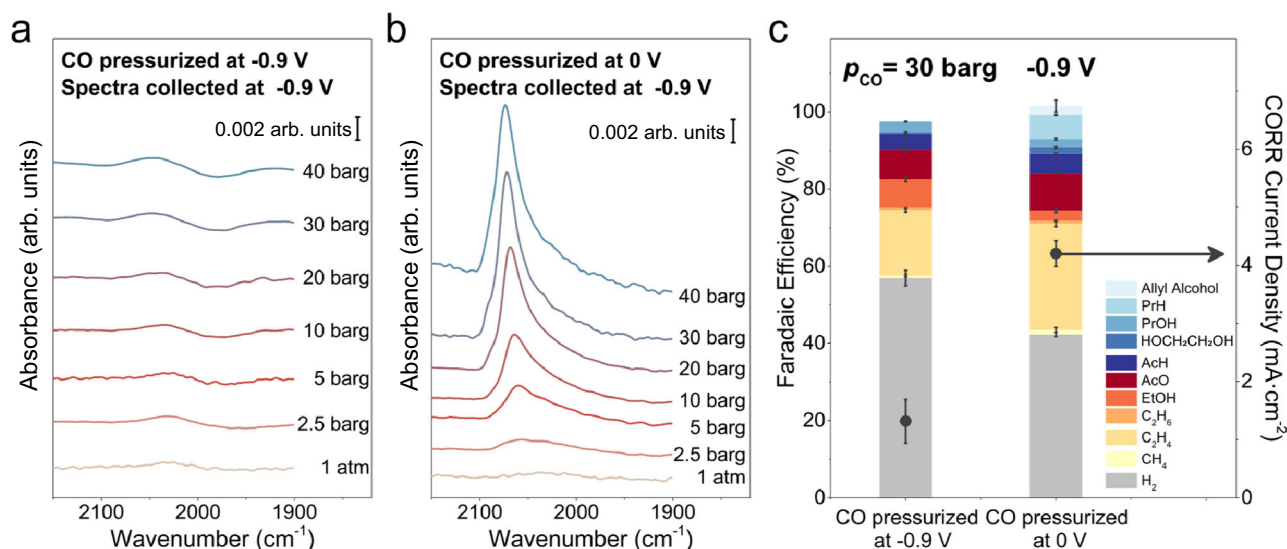 a
CO pressurized at -0.9 V
Spectra collected at -0.9 V
0.002 arb. units
40 barg
30 barg
20 barg
10 barg
5 barg
2.5 barg
1 atm
Absorbance (arb. units)
2100 2000 1900
Wavenumber (cm⁻¹)
b
CO pressurized at 0 V
Spectra collected at -0.9 V
0.002 arb. units
40 barg
30 barg
20 barg
10 barg
5 barg
2.5 barg
1 atm
Absorbance (arb. units)
2100 2000 1900
Wavenumber (cm⁻¹)
c
pCO = 30 barg -0.9 V
100
80
60
40
20
0
Faradaic Efficiency (%)
6
4
2
0
CORR Current Density (mA·cm⁻²)
Allyl Alcohol
PrH
PrOH
HOCH₂CH₂OH
AcH
AcO
EtOH
C₂H₆
C₂H₄
CH₄
H₂
CO pressurized CO pressurized
at -0.9 V at 0 V